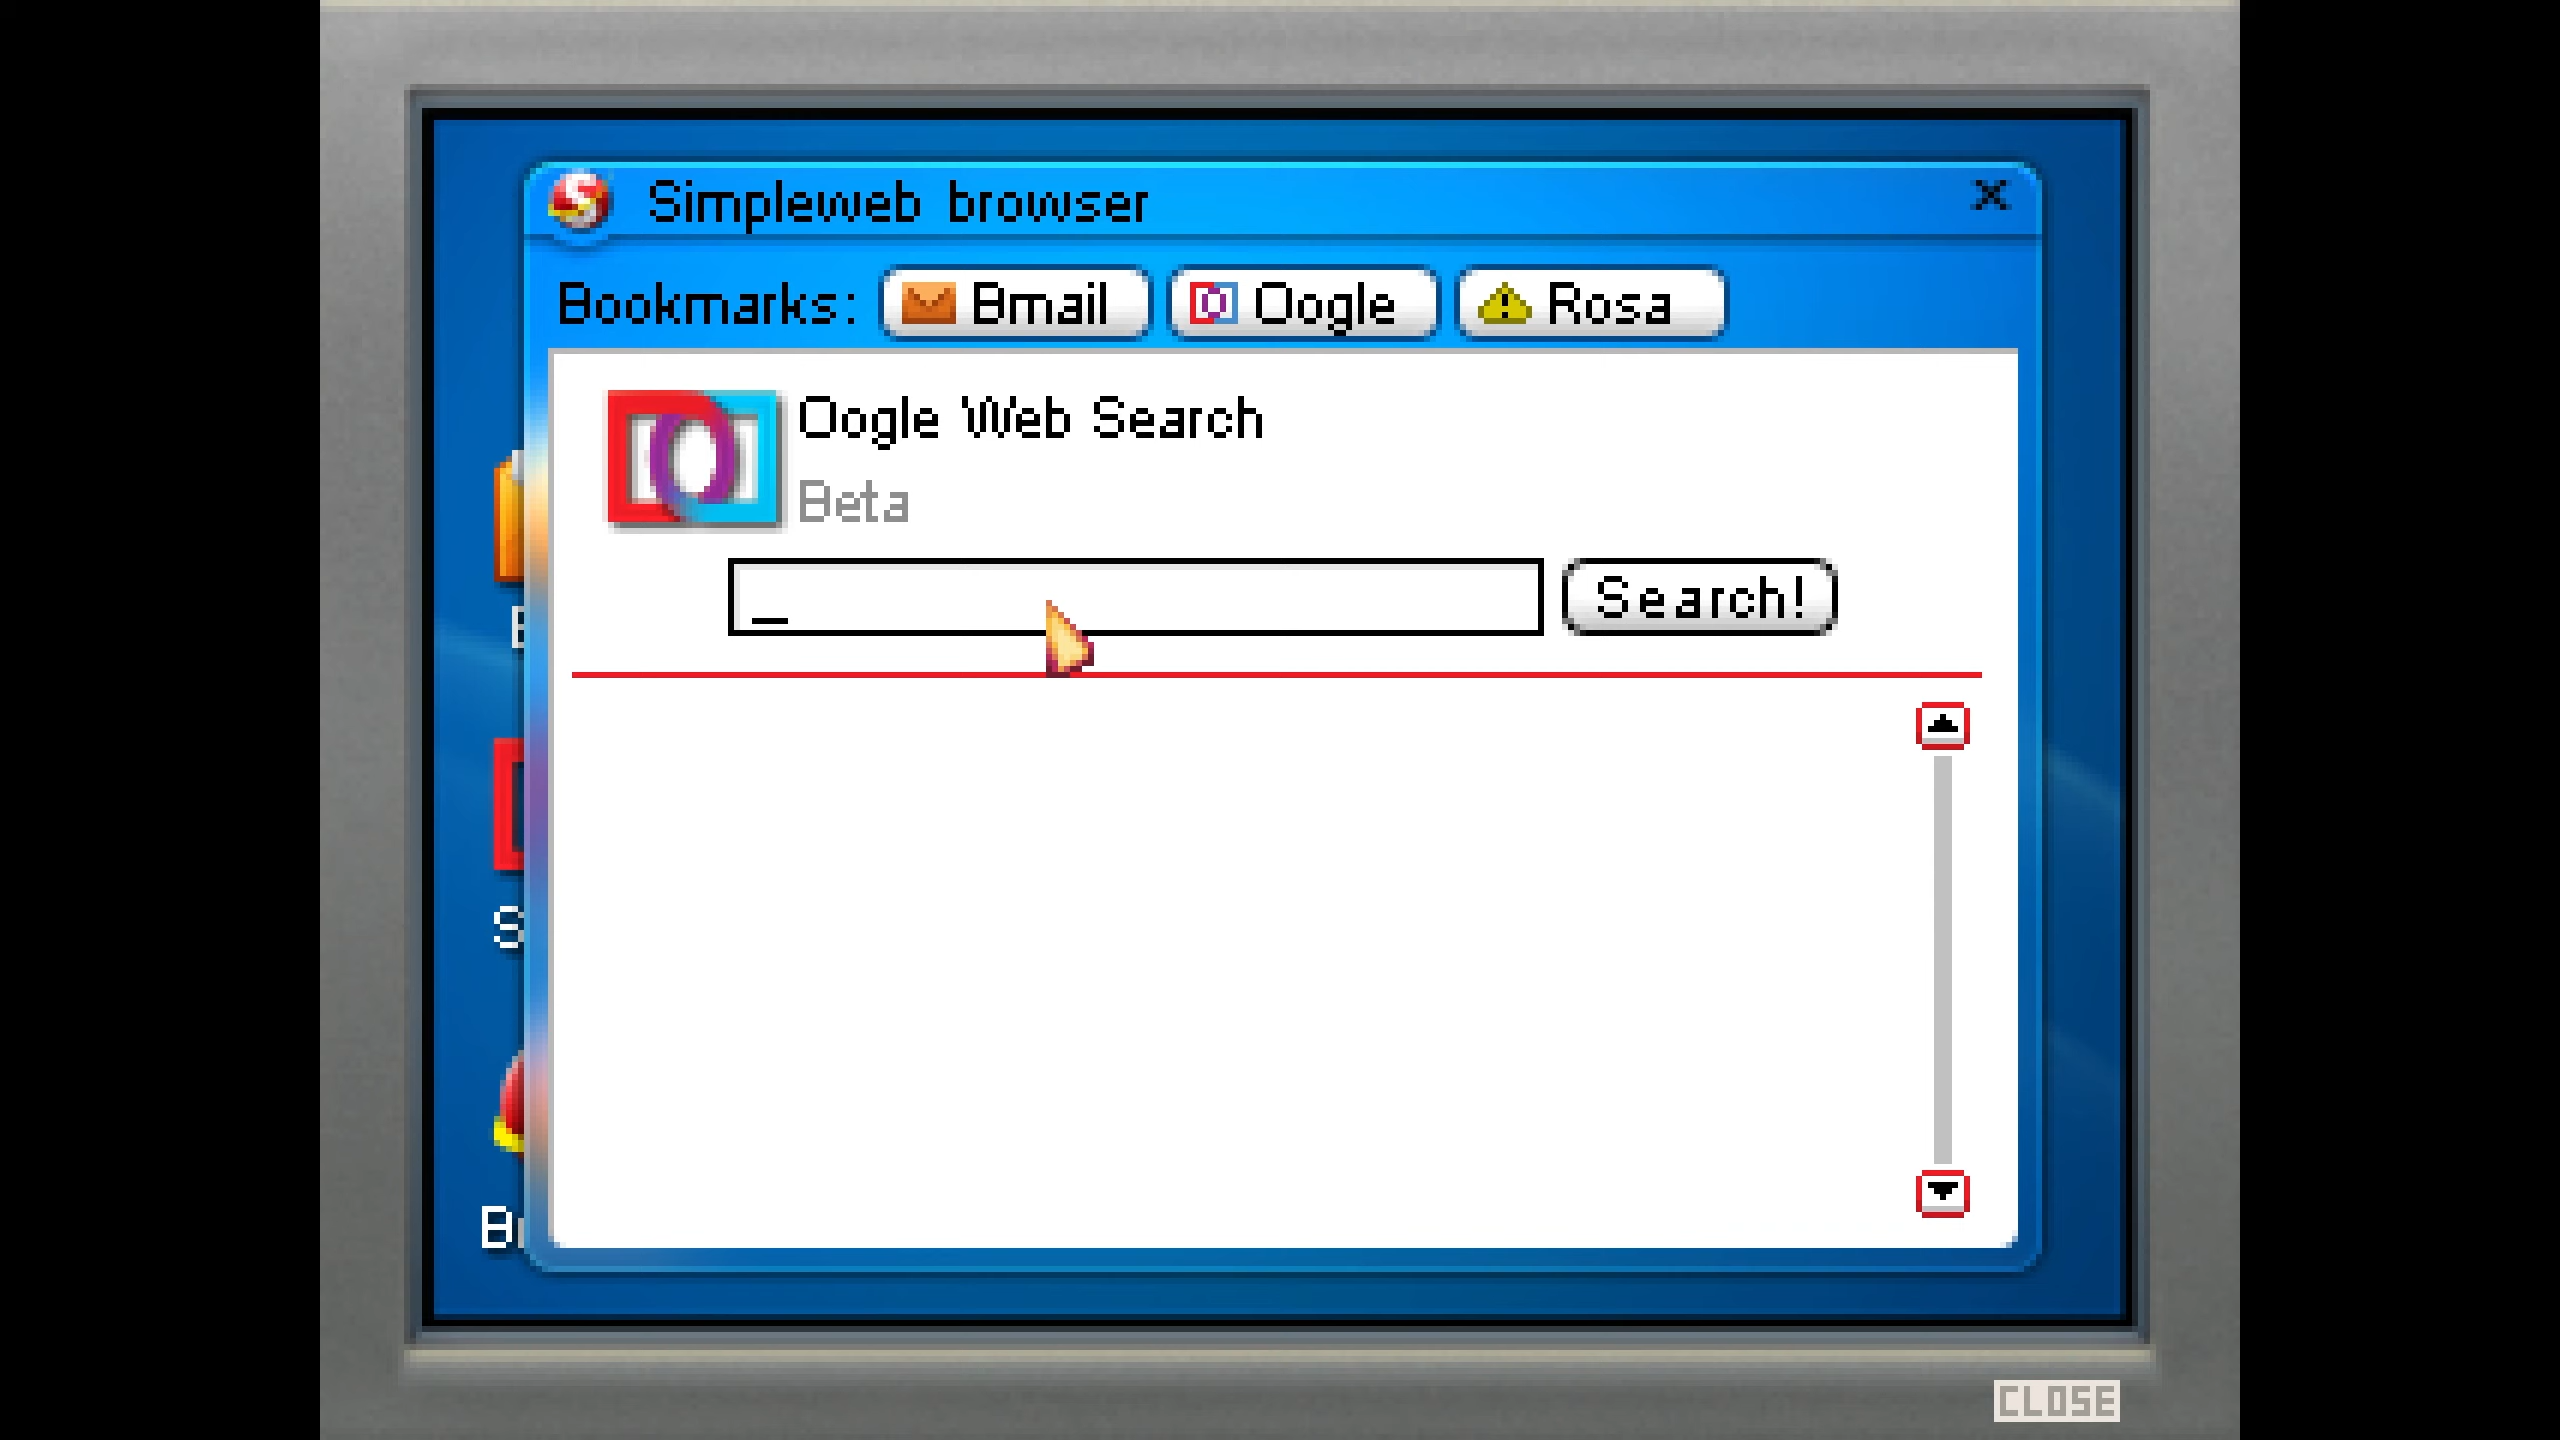 Simpleweb browser
Bookmarks: Bmail Oogle Rosa
Oogle Web Search
Beta
_ Search!
CLOSE